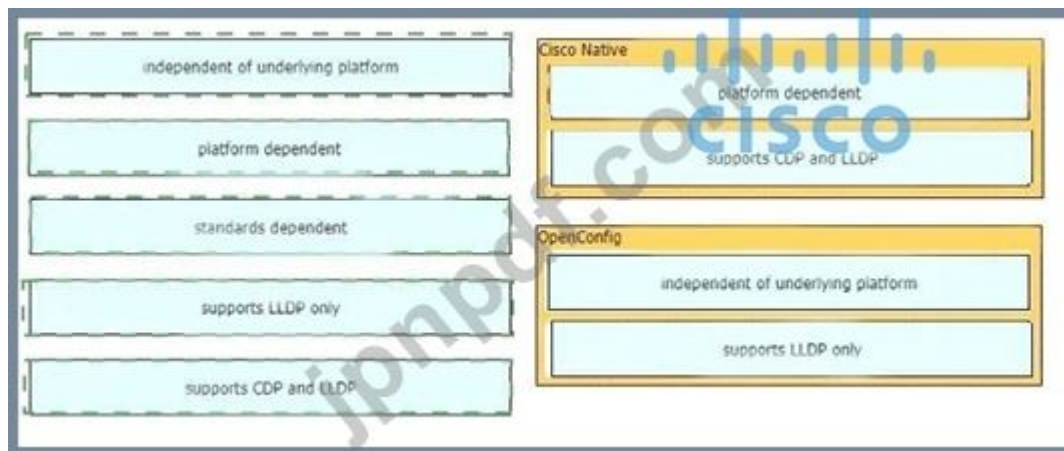 independent of underlying platform
platform dependent
standards dependent
supports LLDP only
supports CDP and LLDP
Cisco Native
platform dependent
supports CDP and LLDP
OpenConfig
independent of underlying platform
supports LLDP only
CISCO
jpnpdf.com